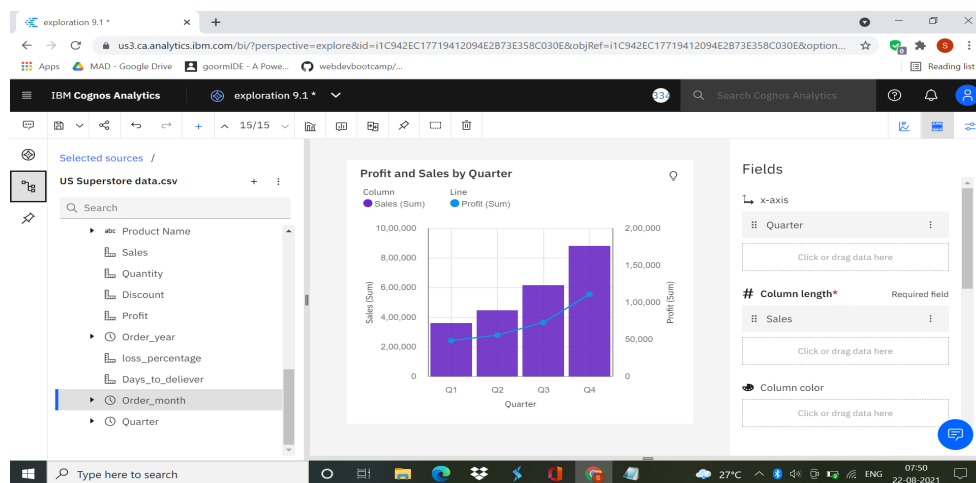 exploration 9.1 *
us3.ca.analytics.ibm.com/bi/?perspective=explore&id=i1C942EC17719412094E2B73E358C030E&objRef=i1C942EC17719412094E2B73E358C030E&option...
S
Apps
MAD - Google Drive
goormIDE - A Powe...
webdevbootcamp/...
Reading list
IBM Cognos Analytics
exploration 9.1 *
334
Search Cognos Analytics
15/15
Selected sources /
US Superstore data.csv
Search
abc Product Name
Sales
Quantity
Discount
Profit
Order_year
loss_percentage
Days_to_deliever
Order_month
Quarter
Profit and Sales by Quarter
Column
Line
Sales (Sum)
Profit (Sum)
10,00,000
8,00,000
6,00,000
4,00,000
2,00,000
0
Sales (Sum)
2,00,000
1,50,000
1,00,000
50,000
0
Profit (Sum)
Q1 Q2 Q3 Q4
Quarter
Fields
x-axis
Quarter
Click or drag data here
# Column length* Required field
Sales
Click or drag data here
Column color
Click or drag data here
Type here to search
27°C
ENG
07:50
22-08-2021